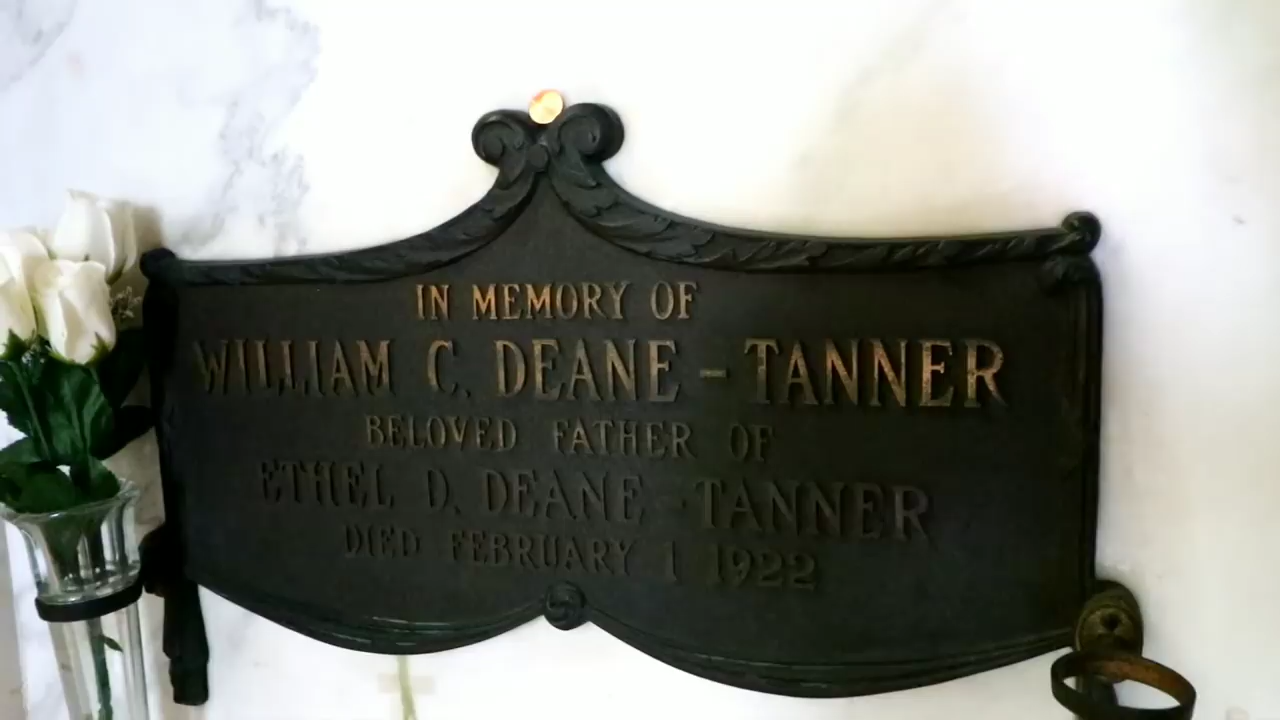 IN MEMORY OF
WILLIAM C. DEANE-TANNER
BELOVED FATHER OF
ETHEL D. DEANE-TANNER
DIED FEBRUARY 1 1922